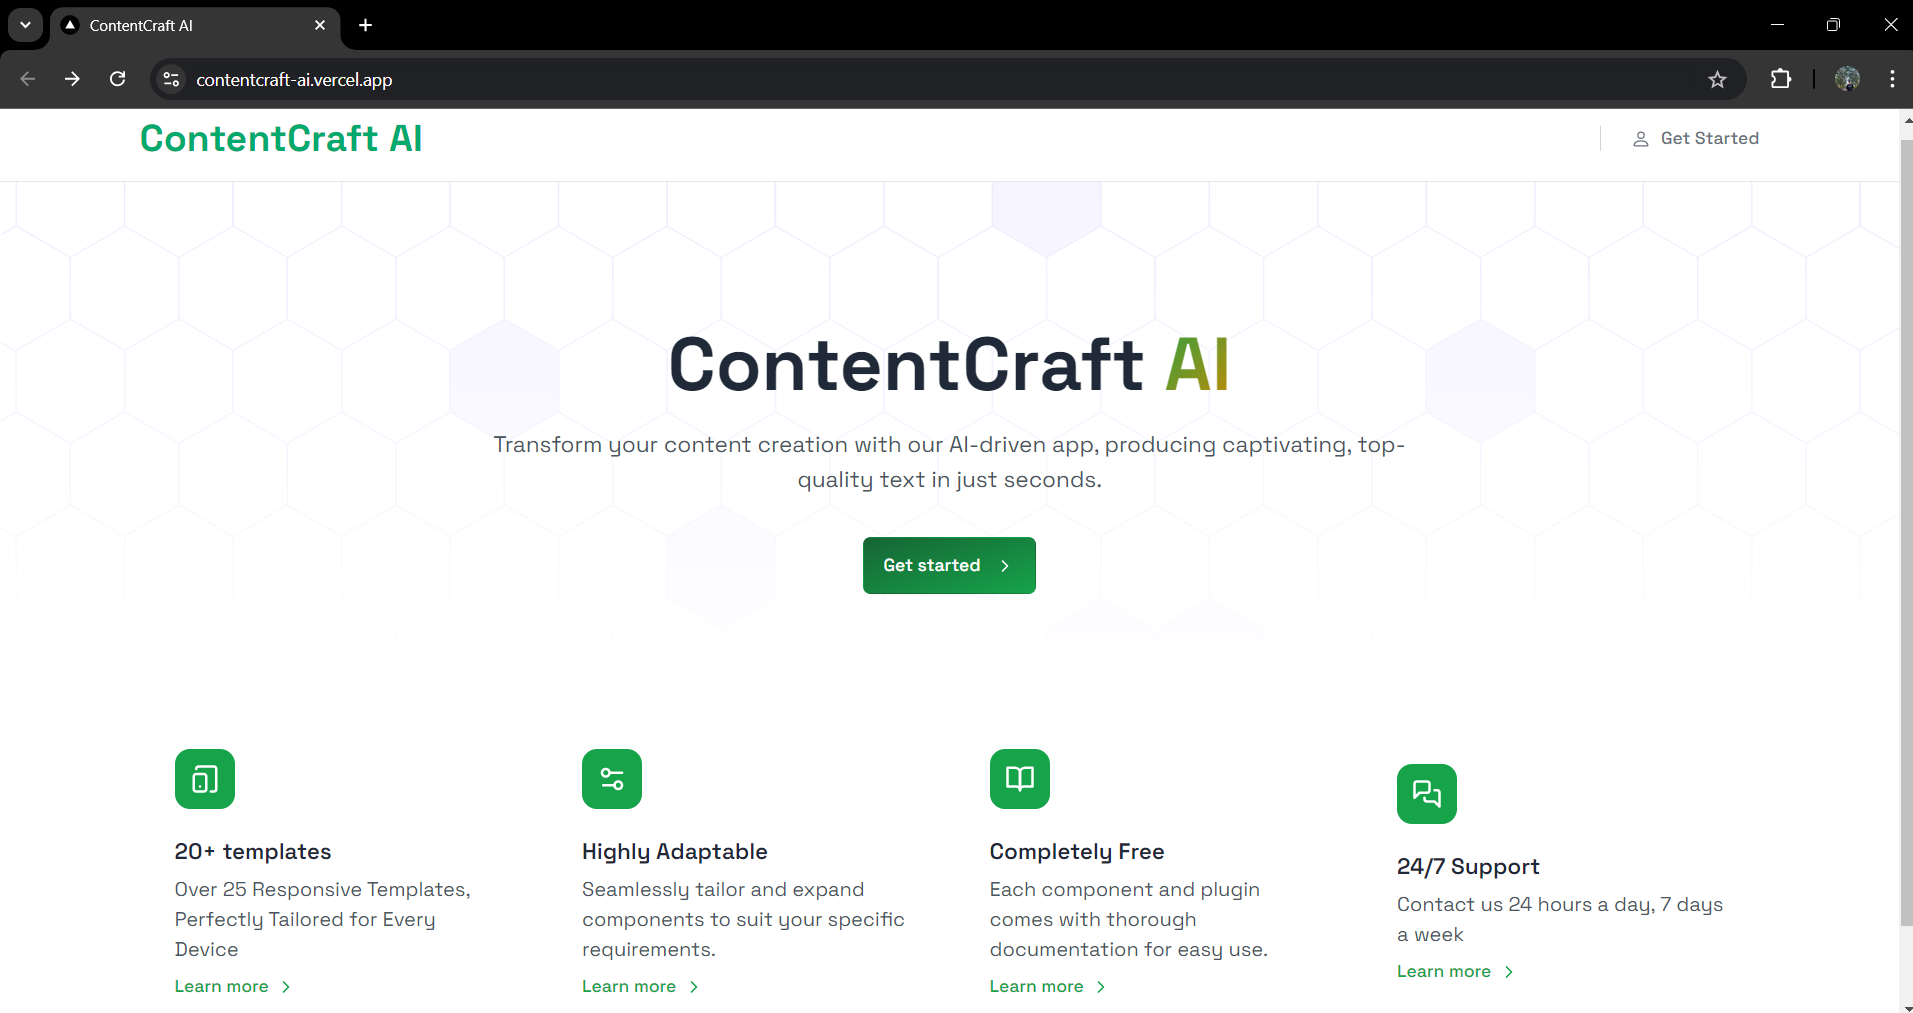 ContentCraft AI
contentcraft-ai.vercel.app
ContentCraft AI
Get Started
ContentCraft AI
Transform your content creation with our AI-driven app, producing captivating, top-
quality text in just seconds.
Get started
20+ templates
Over 25 Responsive Templates,
Perfectly Tailored for Every
Device
Learn more
Highly Adaptable
Seamlessly tailor and expand
components to suit your specific
requirements.
Learn more
Completely Free
Each component and plugin
comes with thorough
documentation for easy use.
Learn more
24/7 Support
Contact us 24 hours a day, 7 days
a week
Learn more